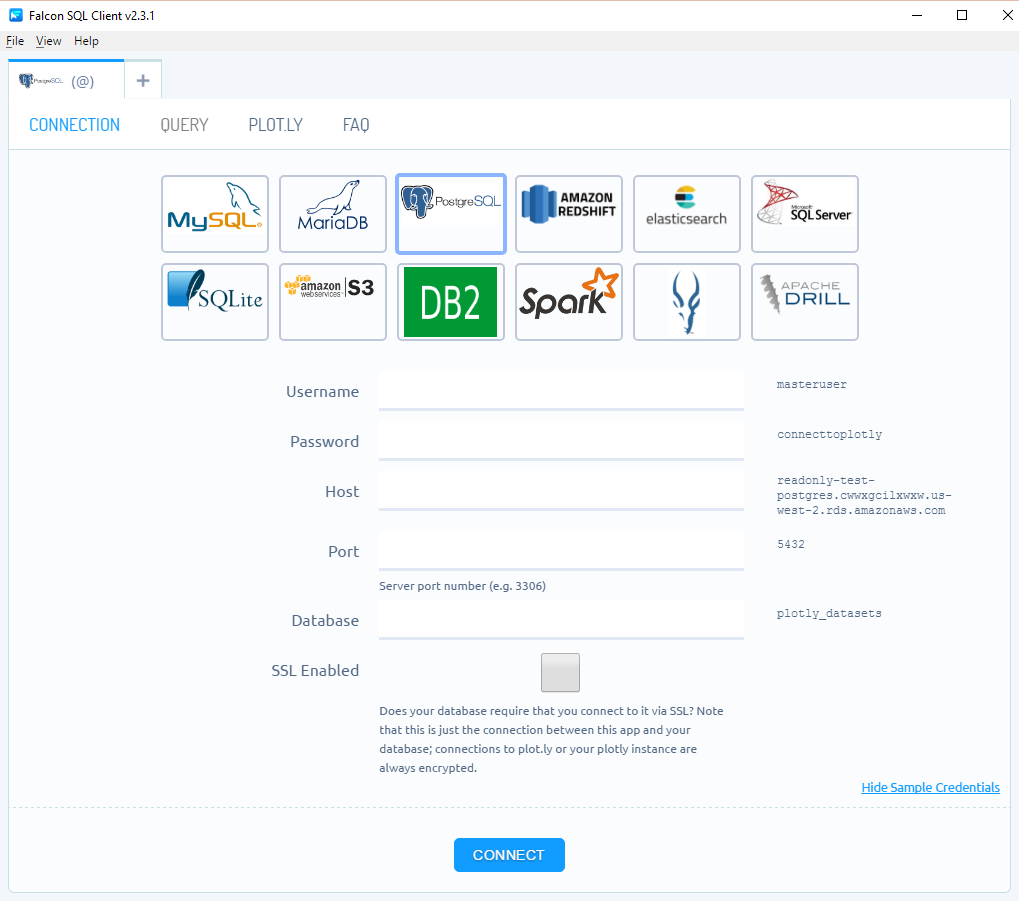 Falcon SQL Client v2.3.1
File View Help
PostgreSQL (@) +
CONNECTION QUERY PLOT.LY FAQ
MySQL®
MariaDB
PostgreSQL
AMAZON
REDSHIFT
elasticsearch
Microsoft
SQL Server
SQLite
amazon
webservices | S3
DB2
Spark
APACHE
DRILL
Username masteruser
Password connecttoplotly
Host readonly-test-
postgres.cwwxgcilxwxw.us-
west-2.rds.amazonaws.com
Port 5432
Server port number (e.g. 3306)
Database plotly_datasets
SSL Enabled
Does your database require that you connect to it via SSL? Note
that this is just the connection between this app and your
database; connections to plot.ly or your plotly instance are
always encrypted.
Hide Sample Credentials
CONNECT